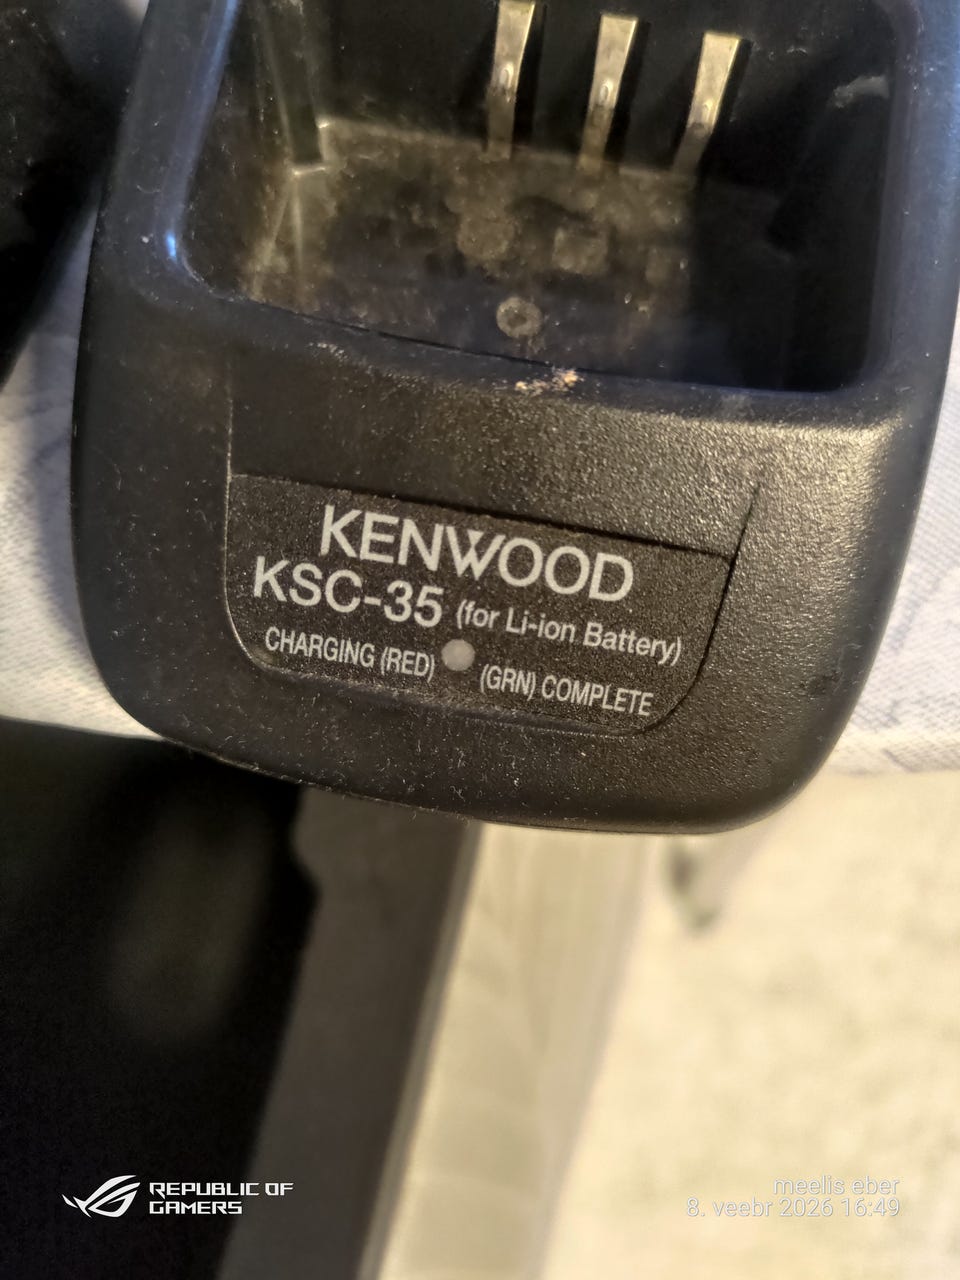 KENWOOD
KSC-35 (for Li-ion Battery)
CHARGING (RED) (GRN) COMPLETE
REPUBLIC OF
GAMERS
meelis eber
8. veebr 2026 16:49